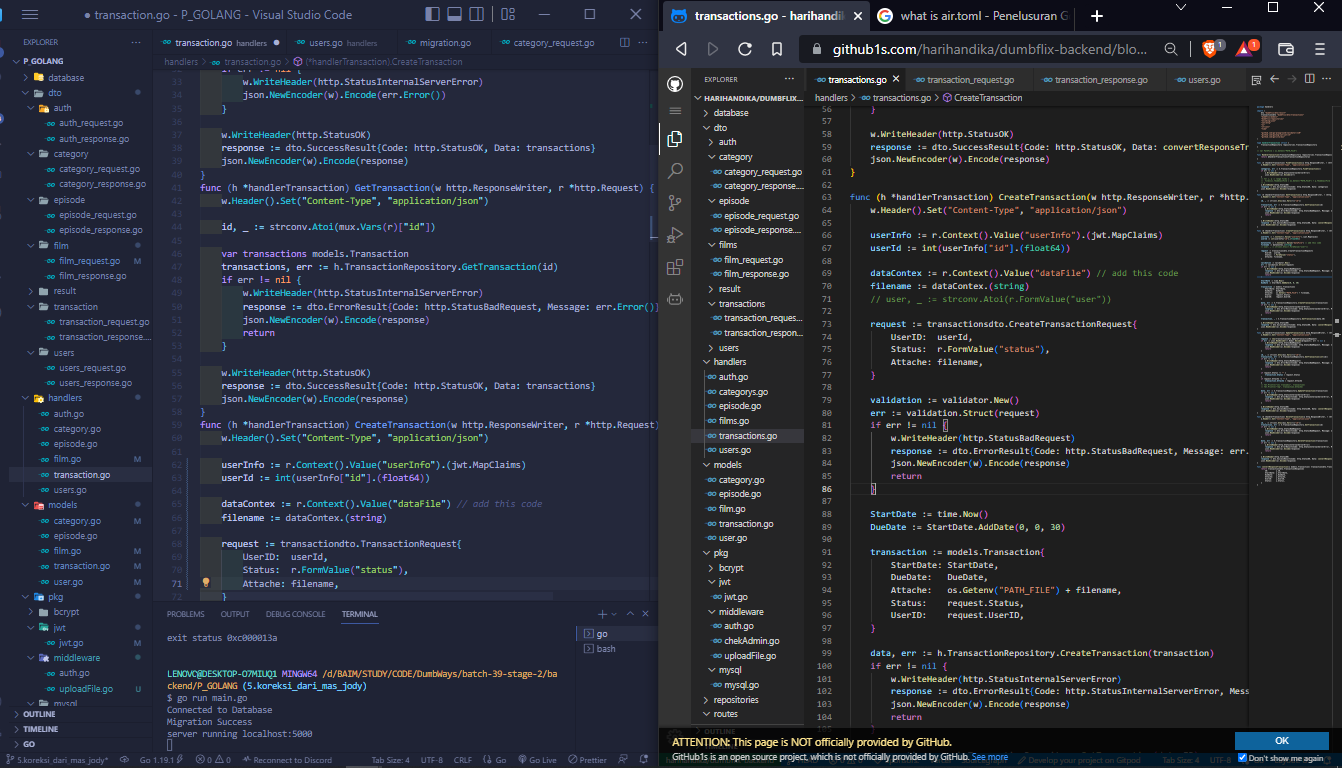 transaction.go - P_GOLANG - Visual Studio Code
EXPLORER
P_GOLANG
database
dto
auth
auth_request.go
auth_response.go
category
category_request.go
category_response.go
episode
episode_request.go
episode_response.go
film
film_request.go M
film_response.go
result
transaction
transaction_request.go
transaction_response....
users
users_request.go
users_response.go
handlers
auth.go
category.go
episode.go
film.go M
transaction.go
users.go
models
category.go M
episode.go
film.go M
transaction.go M
user.go M
pkg
bcrypt
jwt
jwt.go M
middleware
auth.go
uploadFile.go U
mysql
OUTLINE
TIMELINE
GO
transaction.go handlers
users.go handlers
migration.go
category_request.go
handlers > transaction.go > (*handlerTransaction).CreateTransaction
32 if err != nil {
33 w.WriteHeader(http.StatusInternalServerError)
34 json.NewEncoder(w).Encode(err.Error())
35 }
36
37 w.WriteHeader(http.StatusOK)
38 response := dto.SuccessResult{Code: http.StatusOK, Data: transactions}
39 json.NewEncoder(w).Encode(response)
40 }
41 func (h *handlerTransaction) GetTransaction(w http.ResponseWriter, r *http.Request) {
42 w.Header().Set("Content-Type", "application/json")
43
44 id, _ := strconv.Atoi(mux.Vars(r)["id"])
45
46 var transactions models.Transaction
47 transactions, err := h.TransactionRepository.GetTransaction(id)
48 if err != nil {
49 w.WriteHeader(http.StatusInternalServerError)
50 response := dto.ErrorResult{Code: http.StatusBadRequest, Message: err.Error()}
51 json.NewEncoder(w).Encode(response)
52 return
53 }
54
55 w.WriteHeader(http.StatusOK)
56 response := dto.SuccessResult{Code: http.StatusOK, Data: transactions}
57 json.NewEncoder(w).Encode(response)
58 }
59 func (h *handlerTransaction) CreateTransaction(w http.ResponseWriter, r *http.Request)
60 w.Header().Set("Content-Type", "application/json")
61
62 userInfo := r.Context().Value("userInfo").(jwt.MapClaims)
63 userId := int(userInfo["id"].(float64))
64
65 dataContex := r.Context().Value("dataFile") // add this code
66 filename := dataContex.(string)
67
68 request := transactiondto.TransactionRequest{
69 UserID: userId,
70 Status: r.FormValue("status"),
71 Attache: filename,
72 }
PROBLEMS OUTPUT DEBUG CONSOLE TERMINAL
exit status 0xc000013a
LENOVC@DESKTOP-O7MIUQ1 MINGW64 /d/BAIM/STUDY/CODE/DumbWays/batch-39-stage-2/ba
ckend/P_GOLANG (5.koreksi_dari_mas_jody)
$ go run main.go
Connected to Database
Migration Success
server running localhost:5000
go
bash
5.koreksi_dari_mas_jody* Go 1.19.1 0 0 Reconnect to Discord Tab Size: 4 UTF-8 CRLF Go Go Live Prettier
transactions.go - harihandik
what is air.toml - Penelusuran G
github1s.com/harihandika/dumbflix-backend/blo...
1
1
EXPLORER
HARIHANDIKA/DUMBFLIX...
database
dto
auth
category
category_request.go
category_response....
episode
episode_request.go
episode_response....
films
film_request.go
film_response.go
result
transactions
transaction_reques...
transaction_respon...
users
handlers
auth.go
categorys.go
episode.go
films.go
transactions.go
users.go
models
category.go
episode.go
film.go
transaction.go
user.go
pkg
bcrypt
jwt
jwt.go
middleware
auth.go
chekAdmin.go
uploadFile.go
mysql
mysql.go
repositories
routes
OUTLINE
transactions.go
transaction_request.go
transaction_response.go
users.go
handlers > transactions.go > CreateTransaction
56 }
57
58 w.WriteHeader(http.StatusOK)
59 response := dto.SuccessResult{Code: http.StatusOK, Data: convertResponseTr
60 json.NewEncoder(w).Encode(response)
61 }
62
63 func (h *handlerTransaction) CreateTransaction(w http.ResponseWriter, r *http.
64 w.Header().Set("Content-Type", "application/json")
65
66 userInfo := r.Context().Value("userInfo").(jwt.MapClaims)
67 userId := int(userInfo["id"].(float64))
68
69 dataContex := r.Context().Value("dataFile") // add this code
70 filename := dataContex.(string)
71 // user, _ := strconv.Atoi(r.FormValue("user"))
72
73 request := transactionsdto.CreateTransactionRequest{
74 UserID: userId,
75 Status: r.FormValue("status"),
76 Attache: filename,
77 }
78
79 validation := validator.New()
80 err := validation.Struct(request)
81 if err != nil {
82 w.WriteHeader(http.StatusBadRequest)
83 response := dto.ErrorResult{Code: http.StatusBadRequest, Message: err.
84 json.NewEncoder(w).Encode(response)
85 return
86 }
87
88 StartDate := time.Now()
89 DueDate := StartDate.AddDate(0, 0, 30)
90
91 transaction := models.Transaction{
92 StartDate: StartDate,
93 DueDate: DueDate,
94 Attache: os.Getenv("PATH_FILE") + filename,
95 Status: request.Status,
96 UserID: request.UserID,
97 }
98
99 data, err := h.TransactionRepository.CreateTransaction(transaction)
100 if err != nil {
101 w.WriteHeader(http.StatusInternalServerError)
102 response := dto.ErrorResult{Code: http.StatusInternalServerError, Mess
103 json.NewEncoder(w).Encode(response)
104 return
ATTENTION: This page is NOT officially provided by GitHub.
GitHub1s is an open source project, which is not officially provided by GitHub. See more
OK
Don't show me again